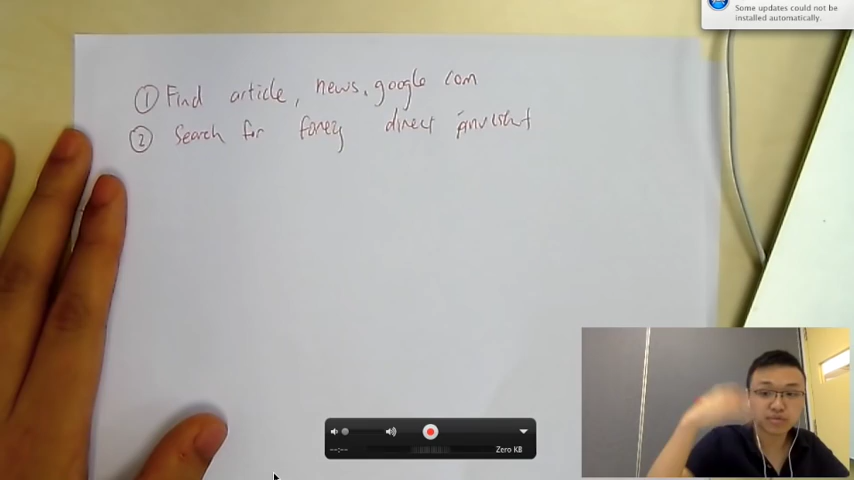 Some updates could not be
installed automatically.
① Find article, news.google com
② Search for direct
--:--
Zero KB